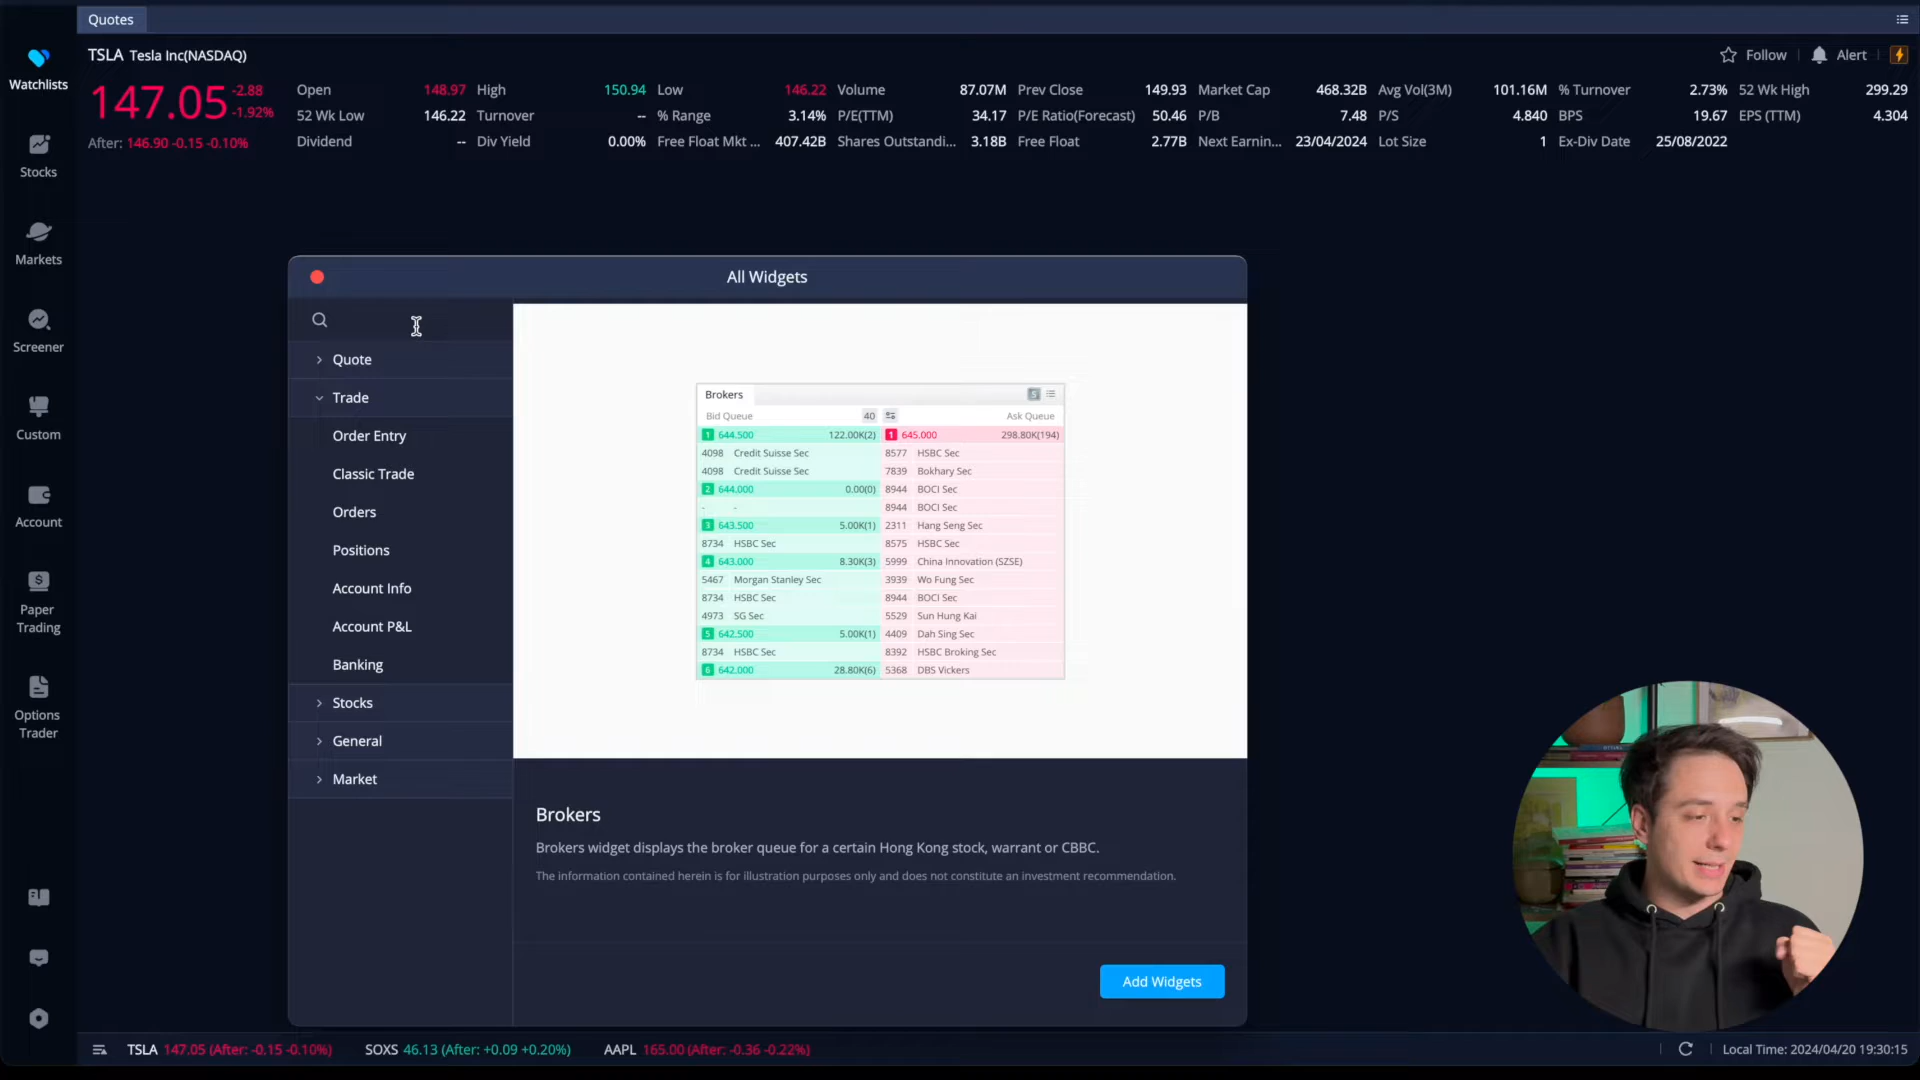 Quotes
TSLA Tesla Inc(NASDAQ)
Follow
Alert
147.05 -2.88 -1.92%
After: 146.90 -0.15 -0.10%
Open 148.97 High 150.94 Low 146.22 Volume 87.07M Prev Close 149.93 Market Cap 468.32B Avg Vol(3M) 101.16M % Turnover 2.73% 52 Wk High 299.29
52 Wk Low 146.22 Turnover -- % Range 3.14% P/E(TTM) 34.17 P/E Ratio(Forecast) 50.46 P/B 7.48 P/S 4.840 BPS 19.67 EPS (TTM) 4.304
Dividend -- Div Yield 0.00% Free Float Mkt ... 407.42B Shares Outstandi... 3.18B Free Float 2.77B Next Earnin... 23/04/2024 Lot Size 1 Ex-Div Date 25/08/2022
Watchlists
Stocks
Markets
Screener
Custom
Account
Paper
Trading
Options
Trader
All Widgets
Quote
Trade
Order Entry
Classic Trade
Orders
Positions
Account Info
Account P&L
Banking
Stocks
General
Market
Brokers S
Bid Queue 40 Ask Queue
1 644.500 122.00K(2) 1 645.000 298.80K(194)
4098 Credit Suisse Sec 8577 HSBC Sec
4098 Credit Suisse Sec 7839 Bokhary Sec
2 644.000 0.00(0) 8944 BOCI Sec
- - 8944 BOCI Sec
3 643.500 5.00K(1) 2311 Hang Seng Sec
8734 HSBC Sec 8575 HSBC Sec
4 643.000 8.30K(3) 5999 China Innovation (SZSE)
5467 Morgan Stanley Sec 3939 Wo Fung Sec
8734 HSBC Sec 8944 BOCI Sec
4973 SG Sec 5529 Sun Hung Kai
5 642.500 5.00K(1) 4409 Dah Sing Sec
8734 HSBC Sec 8392 HSBC Broking Sec
6 642.000 28.80K(6) 5368 DBS Vickers
Brokers
Brokers widget displays the broker queue for a certain Hong Kong stock, warrant or CBBC.
The information contained herein is for illustration purposes only and does not constitute an investment recommendation.
Add Widgets
TSLA 147.05 (After: -0.15 -0.10%) SOXS 46.13 (After: +0.09 +0.20%) AAPL 165.00 (After: -0.36 -0.22%)
Local Time: 2024/04/20 19:30:15